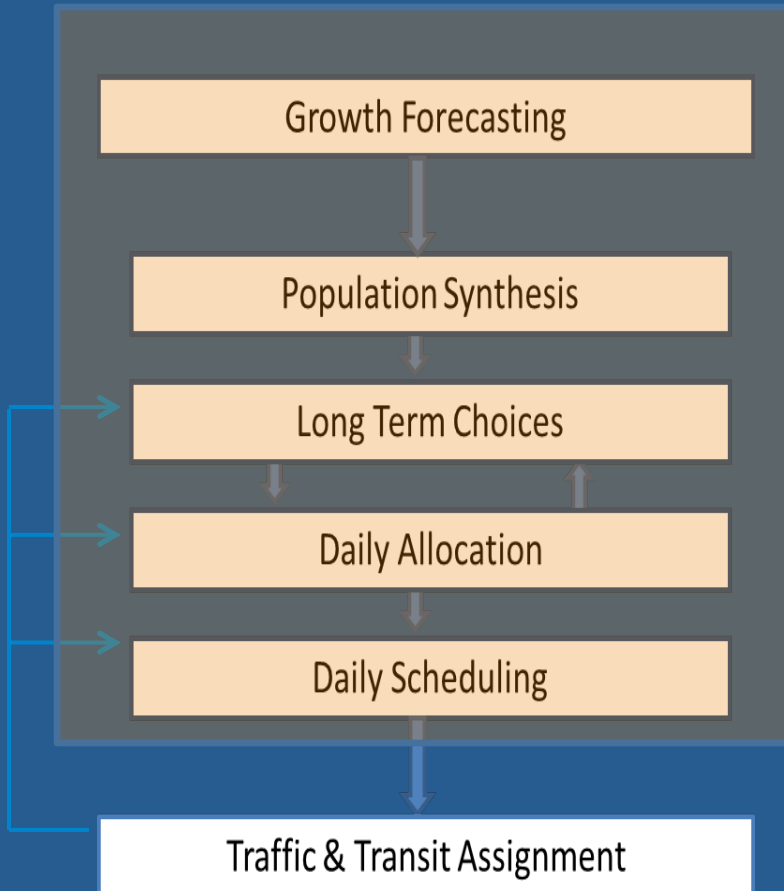 Growth Forecasting
Population Synthesis
Long Term Choices
Daily Allocation
Daily Scheduling
Traffic & Transit Assignment